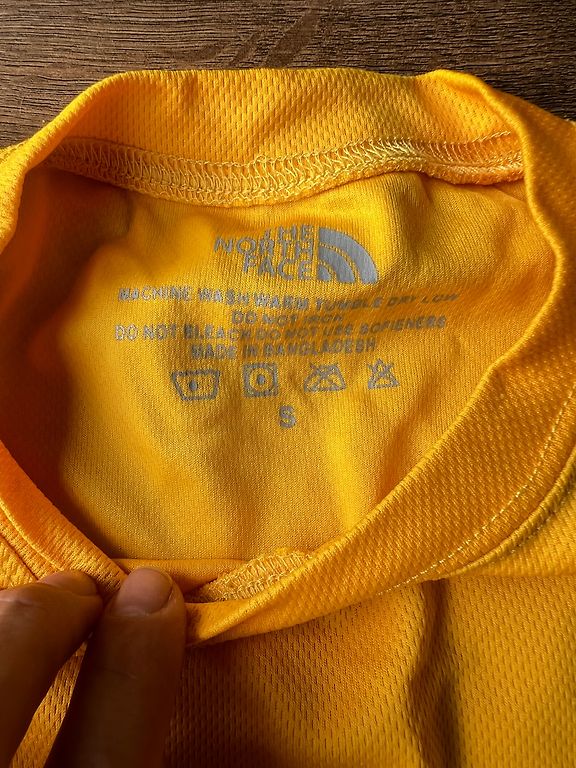 THE
NORTH
FACE
MACHINE WASH WARM TUMBLE DRY LOW
DO NOT IRON
DO NOT BLEACH.DO NOT USE SOFIENERS
MADE IN BANGLADESH
S